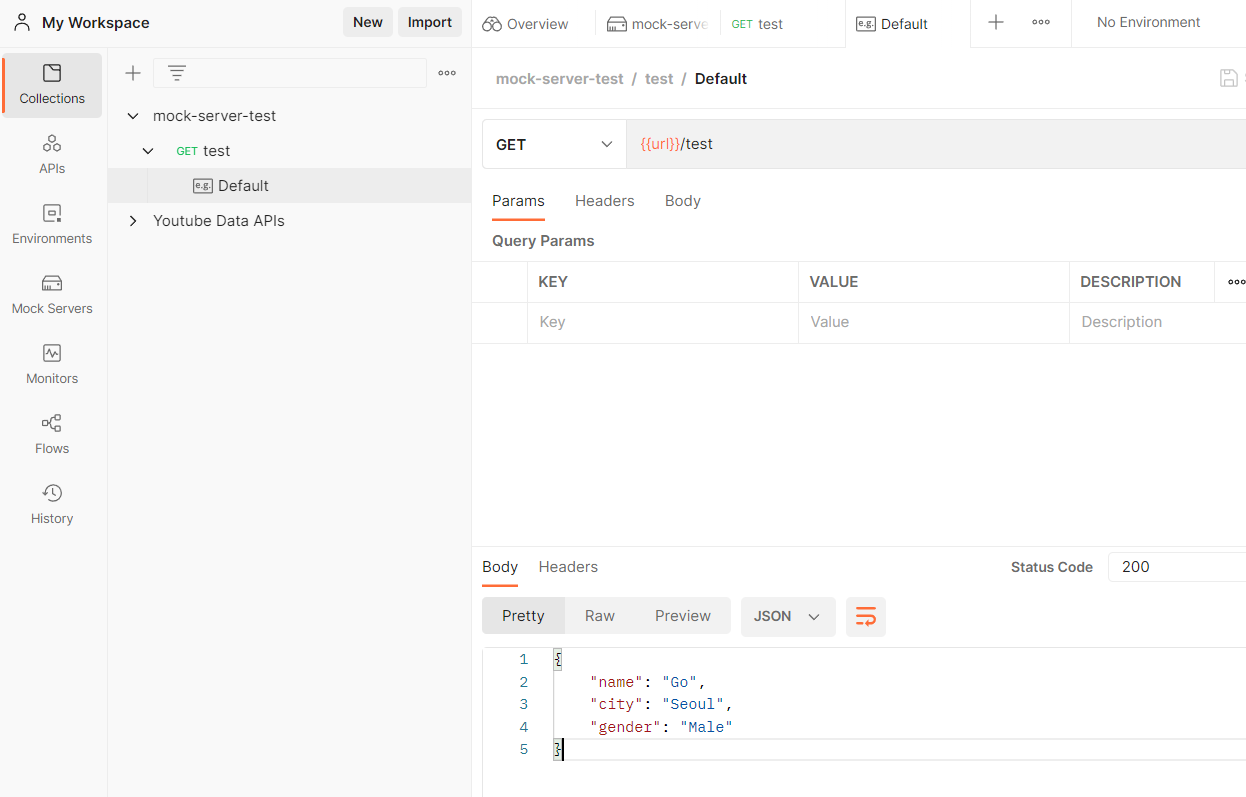 My Workspace New Import
Overview mock-serve GET test e.g. Default No Environment
Collections
APIs
Environments
Mock Servers
Monitors
Flows
History
mock-server-test
GET test
e.g. Default
Youtube Data APIs
mock-server-test / test / Default
GET {{url}}/test
Params Headers Body
Query Params
KEY VALUE DESCRIPTION
Key Value Description
Body Headers Status Code 200
Pretty Raw Preview JSON
1 {
2 "name": "Go",
3 "city": "Seoul",
4 "gender": "Male"
5 }